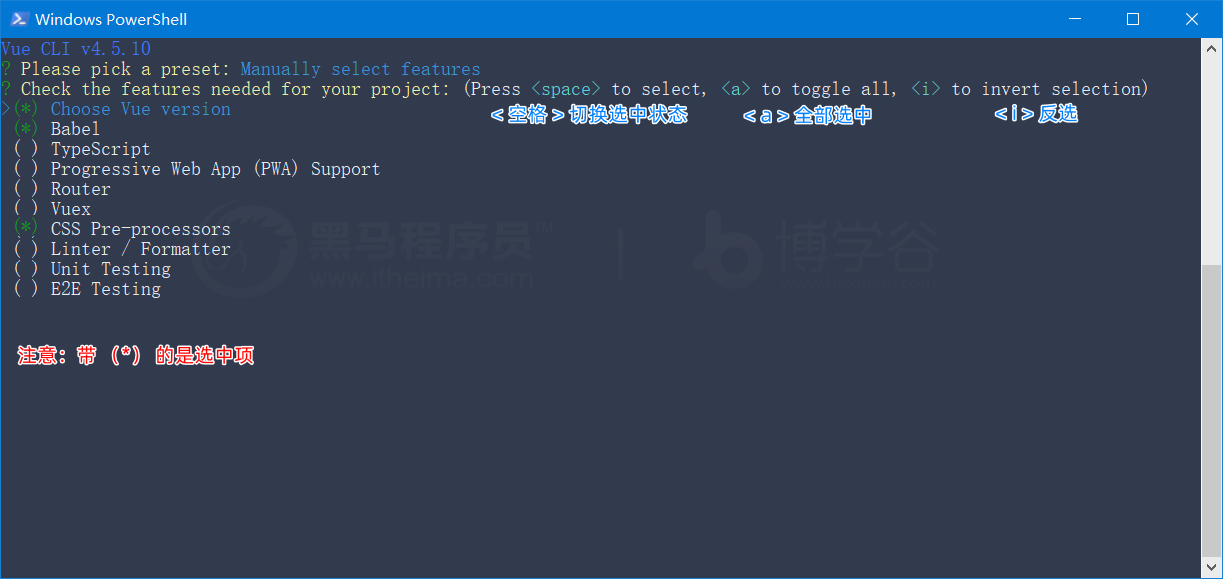 Windows PowerShell
Vue CLI v4.5.10
? Please pick a preset: Manually select features
? Check the features needed for your project: (Press <space> to select, <a> to toggle all, <i> to invert selection)
<空格>切换选中状态 <a>全部选中 <i>反选
>(*) Choose Vue version
(*) Babel
( ) TypeScript
( ) Progressive Web App (PWA) Support
( ) Router
( ) Vuex
(*) CSS Pre-processors
( ) Linter / Formatter
( ) Unit Testing
( ) E2E Testing
黑马程序员™ 博学谷
www.itheima.com
注意：带（*）的是选中项